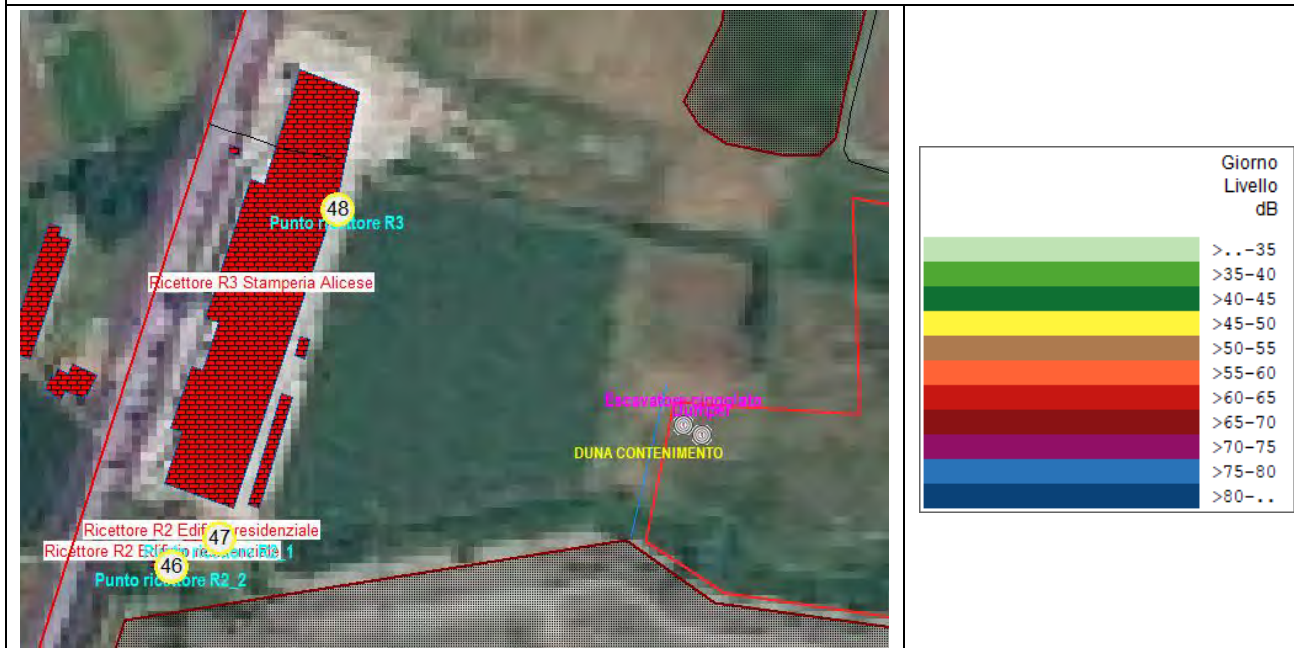 48
Punto ricettore R3
Ricettore R3 Stamperia Alicese
Escavatore cingolato
Dumper
DUNA CONTENIMENTO
Ricettore R2 Edificio residenziale
47
Ricettore R2 Edificio residenziale
46
Punto ricettore R2_2
Giorno
Livello
dB
>..-35
>35-40
>40-45
>45-50
>50-55
>55-60
>60-65
>65-70
>70-75
>75-80
>80-..